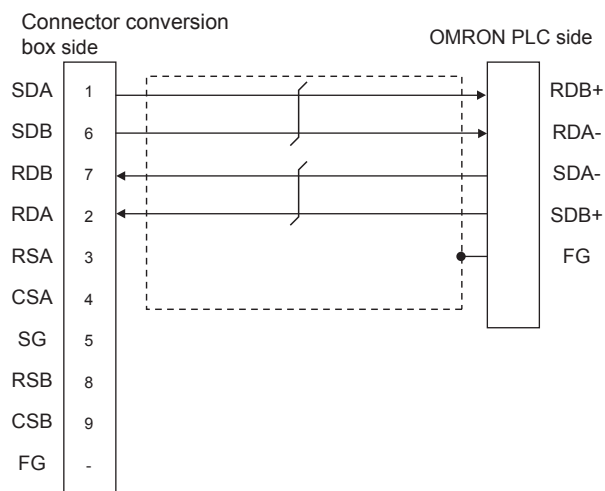 Connector conversion
box side
OMRON PLC side
SDA 1 RDB+
SDB 6 RDA-
RDB 7 SDA-
RDA 2 SDB+
RSA 3 FG
CSA 4
SG 5
RSB 8
CSB 9
FG -